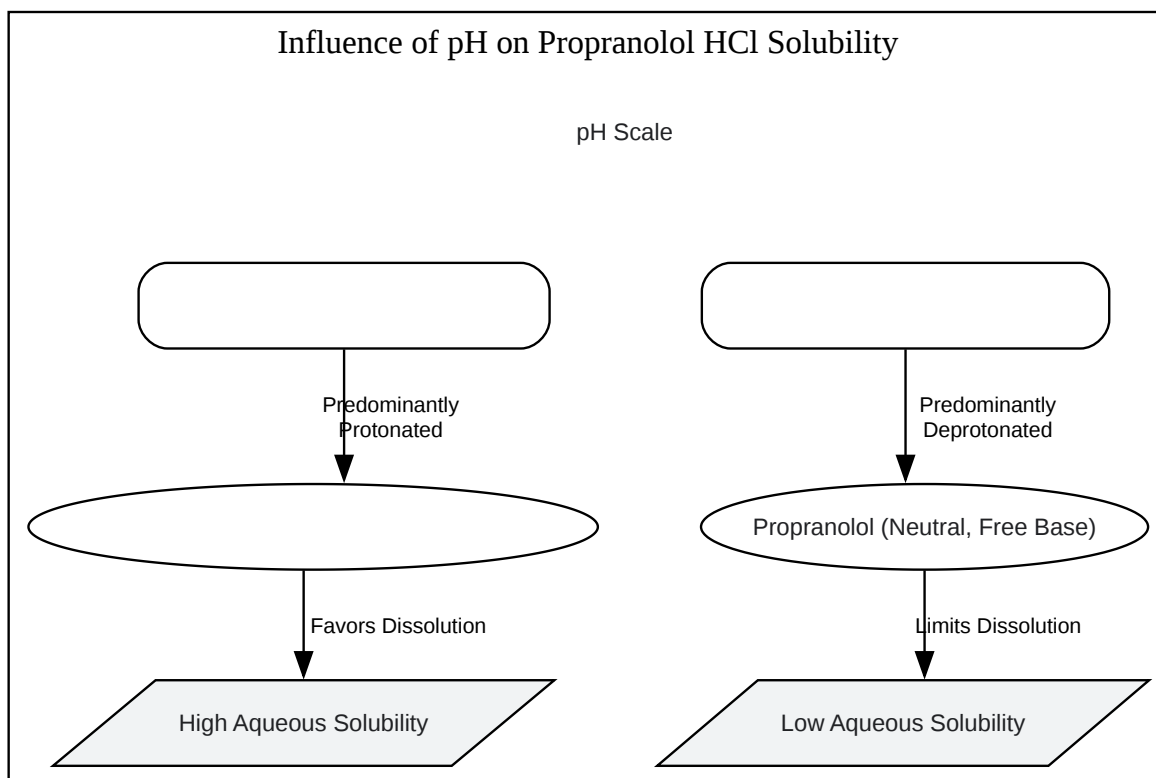 Influence of pH on Propranolol HCl Solubility
pH Scale
Predominantly
Protonated
Predominantly
Deprotonated
Propranolol (Neutral, Free Base)
Favors Dissolution
Limits Dissolution
High Aqueous Solubility
Low Aqueous Solubility